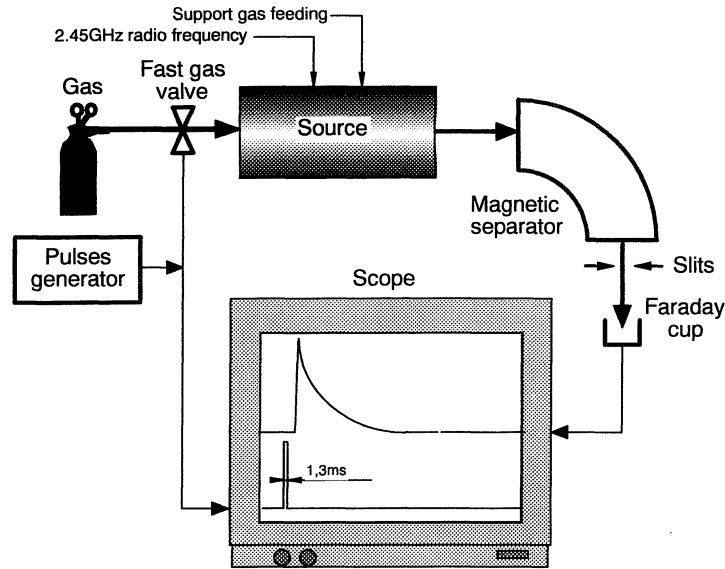 Support gas feeding
2.45GHz radio frequency
Fast gas
valve
Gas
Source
Magnetic
separator
Pulses
generator
Slits
Scope
Faraday
cup
1,3ms